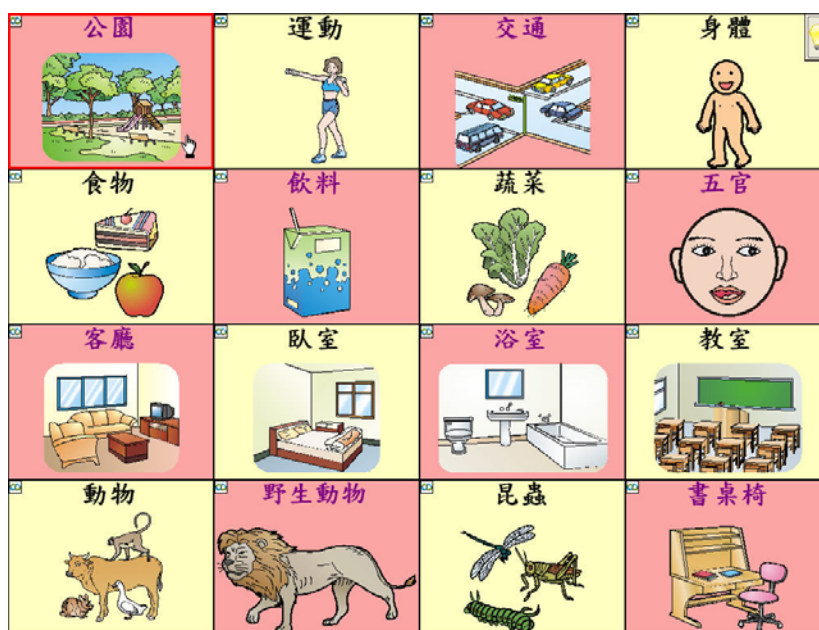 公園
運動
交通
身體
食物
飲料
蔬菜
五官
客廳
臥室
浴室
教室
動物
野生動物
昆蟲
書桌椅